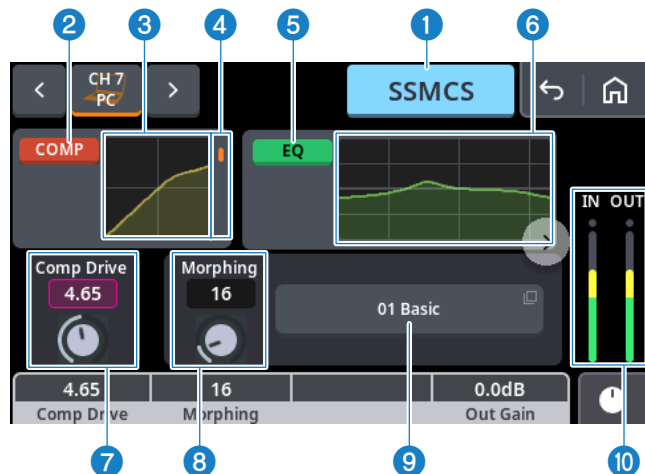 2 3 4 5 1 6
CH 7
PC
SSMCS
COMP
EQ
IN OUT
Comp Drive
4.65
Morphing
16
01 Basic
4.65 16 0.0dB
Comp Drive Morphing Out Gain
7 8 9 10